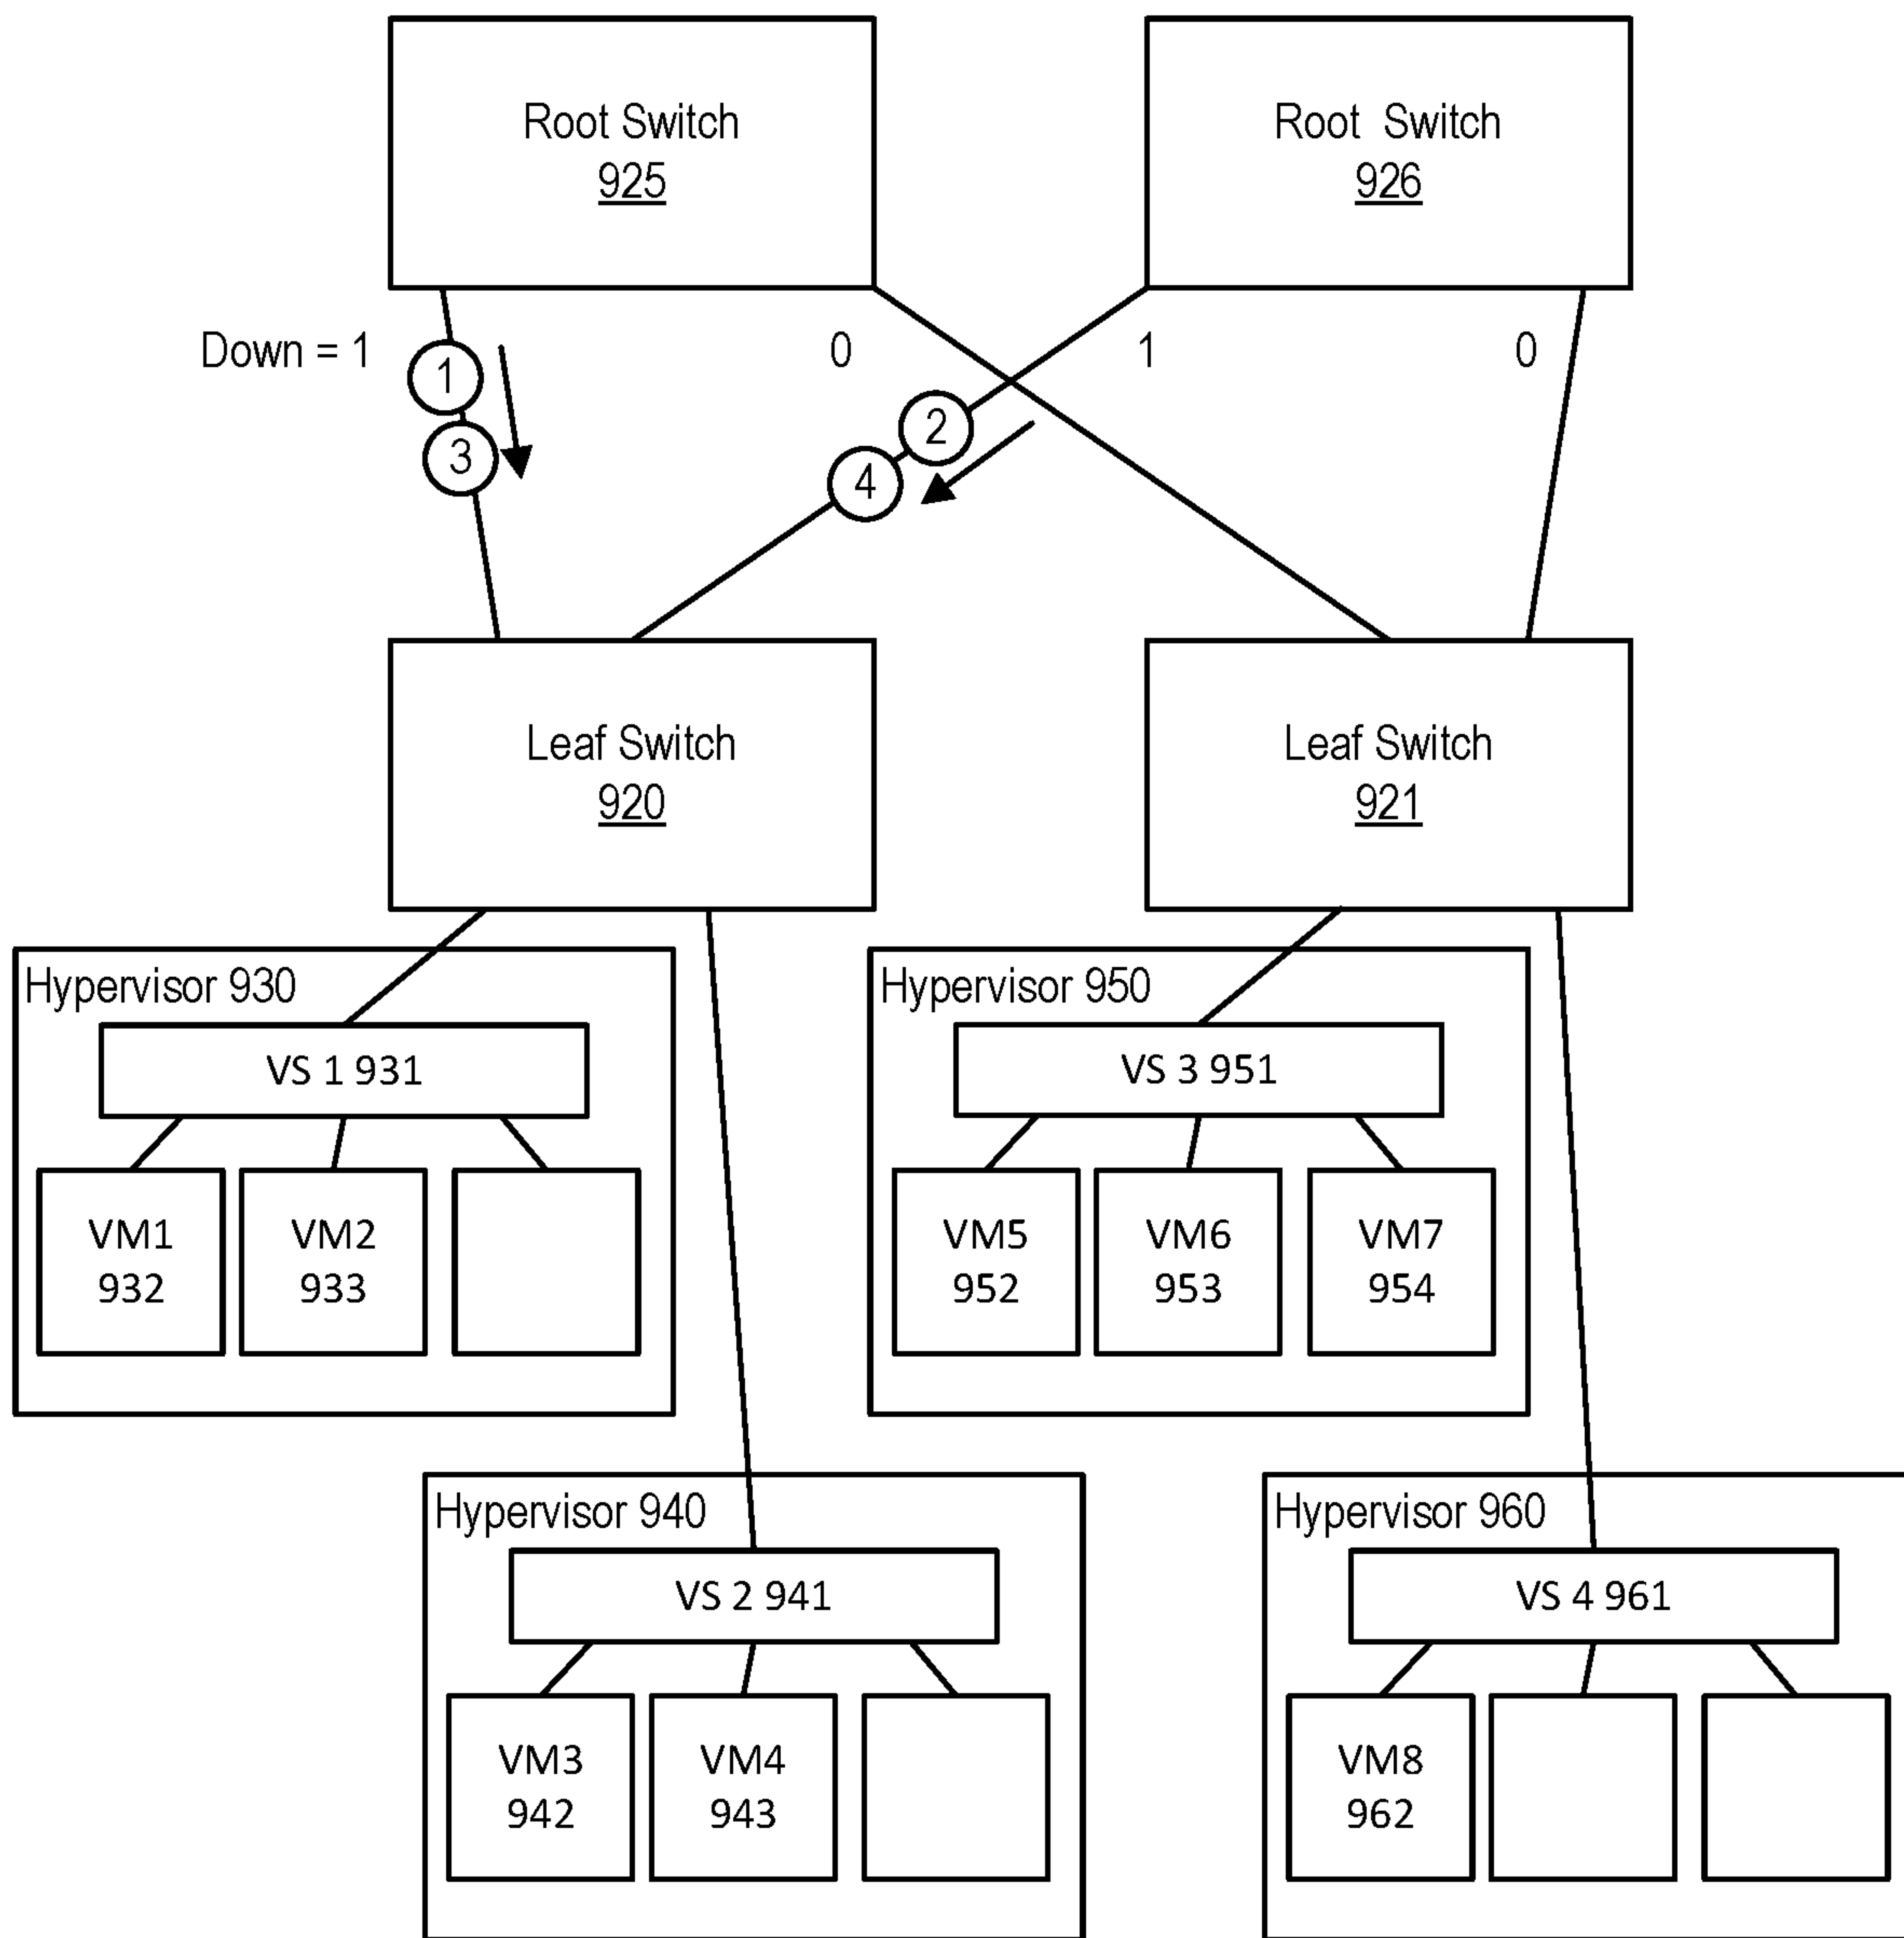 Root Switch
925
Root Switch
926
Down = 1
0
1
0
1
2
3
4
Leaf Switch
920
Leaf Switch
921
Hypervisor 930
VS 1 931
VM1
932
VM2
933
Hypervisor 950
VS 3 951
VM5
952
VM6
953
VM7
954
Hypervisor 940
VS 2 941
VM3
942
VM4
943
Hypervisor 960
VS 4 961
VM8
962